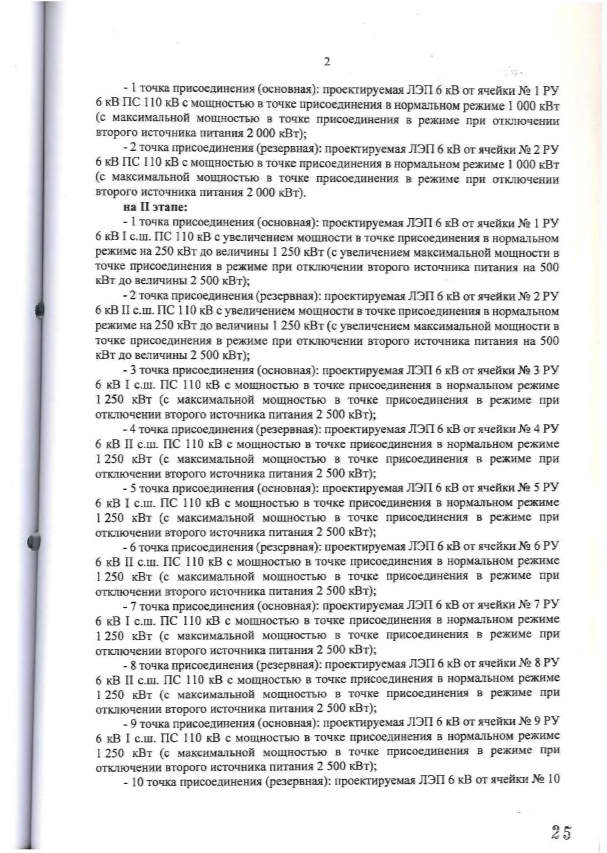 2
- 1 точка присоединения (основная): проектируемая ЛЭП 6 кВ от ячейки № 1 РУ
6 кВ ПС 110 кВ с мощностью в точке присоединения в нормальном режиме 1 000 кВт
(с максимальной мощностью в точке присоединения в режиме при отключении
второго источника питания 2 000 кВт);
- 2 точка присоединения (резервная): проектируемая ЛЭП 6 кВ от ячейки № 2 РУ
6 кВ ПС 110 кВ с мощностью в точке присоединения в нормальном режиме 1 000 кВт
(с максимальной мощностью в точке присоединения в режиме при отключении
второго источника питания 2 000 кВт).
на II этапе:
- 1 точка присоединения (основная): проектируемая ЛЭП 6 кВ от ячейки № 1 РУ
6 кВ I с.ш. ПС 110 кВ с увеличением мощности в точке присоединения в нормальном
режиме на 250 кВт до величины 1 250 кВт (с увеличением максимальной мощности в
точке присоединения в режиме при отключении второго источника питания на 500
кВт до величины 2 500 кВт);
- 2 точка присоединения (резервная): проектируемая ЛЭП 6 кВ от ячейки № 2 РУ
6 кВ II с.ш. ПС 110 кВ с увеличением мощности в точке присоединения в нормальном
режиме на 250 кВт до величины 1 250 кВт (с увеличением максимальной мощности в
точке присоединения в режиме при отключении второго источника питания на 500
кВт до величины 2 500 кВт);
- 3 точка присоединения (основная): проектируемая ЛЭП 6 кВ от ячейки № 3 РУ
6 кВ I с.ш. ПС 110 кВ с мощностью в точке присоединения в нормальном режиме
1 250 кВт (с максимальной мощностью в точке присоединения в режиме при
отключении второго источника питания 2 500 кВт);
- 4 точка присоединения (резервная): проектируемая ЛЭП 6 кВ от ячейки № 4 РУ
6 кВ II с.ш. ПС 110 кВ с мощностью в точке присоединения в нормальном режиме
1 250 кВт (с максимальной мощностью в точке присоединения в режиме при
отключении второго источника питания 2 500 кВт);
- 5 точка присоединения (основная): проектируемая ЛЭП 6 кВ от ячейки № 5 РУ
6 кВ I с.ш. ПС 110 кВ с мощностью в точке присоединения в нормальном режиме
1 250 кВт (с максимальной мощностью в точке присоединения в режиме при
отключении второго источника питания 2 500 кВт);
- 6 точка присоединения (резервная): проектируемая ЛЭП 6 кВ от ячейки № 6 РУ
6 кВ II с.ш. ПС 110 кВ с мощностью в точке присоединения в нормальном режиме
1 250 кВт (с максимальной мощностью в точке присоединения в режиме при
отключении второго источника питания 2 500 кВт);
- 7 точка присоединения (основная): проектируемая ЛЭП 6 кВ от ячейки № 7 РУ
6 кВ I с.ш. ПС 110 кВ с мощностью в точке присоединения в нормальном режиме
1 250 кВт (с максимальной мощностью в точке присоединения в режиме при
отключении второго источника питания 2 500 кВт);
- 8 точка присоединения (резервная): проектируемая ЛЭП 6 кВ от ячейки № 8 РУ
6 кВ II с.ш. ПС 110 кВ с мощностью в точке присоединения в нормальном режиме
1 250 кВт (с максимальной мощностью в точке присоединения в режиме при
отключении второго источника питания 2 500 кВт);
- 9 точка присоединения (основная): проектируемая ЛЭП 6 кВ от ячейки № 9 РУ
6 кВ I с.ш. ПС 110 кВ с мощностью в точке присоединения в нормальном режиме
1 250 кВт (с максимальной мощностью в точке присоединения в режиме при
отключении второго источника питания 2 500 кВт);
- 10 точка присоединения (резервная): проектируемая ЛЭП 6 кВ от ячейки № 10
25